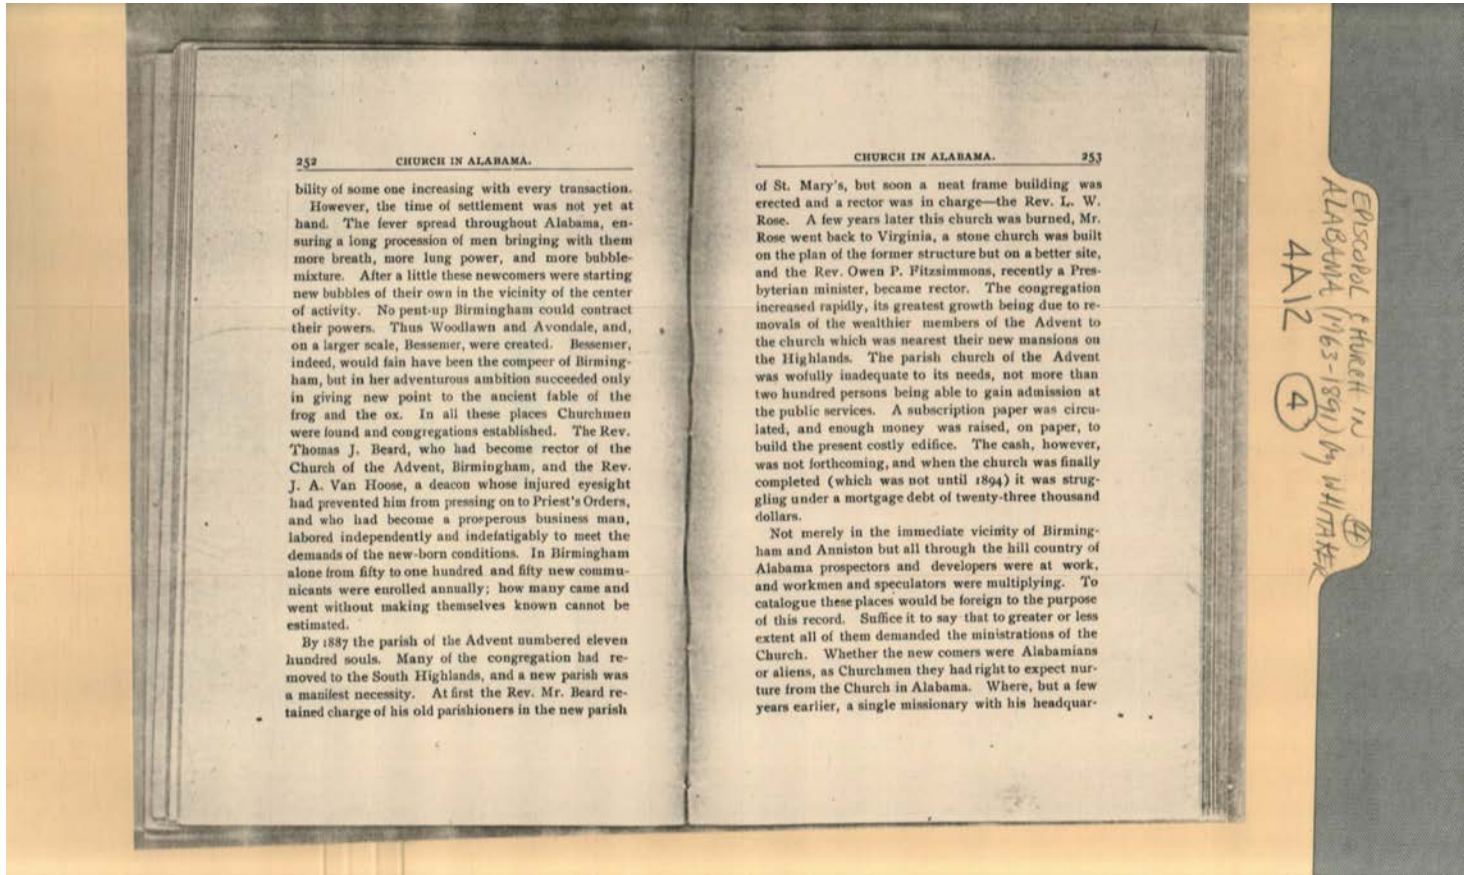 252 CHURCH IN ALABAMA.
bility of some one increasing with every transaction.
However, the time of settlement was not yet at
hand. The fever spread throughout Alabama, en-
suring a long procession of men bringing with them
more breath, more lung power, and more bubble-
mixture. After a little these newcomers were starting
new bubbles of their own in the vicinity of the center
of activity. No pent-up Birmingham could contract
their powers. Thus Woodlawn and Avondale, and,
on a larger scale, Bessemer, were created. Bessemer,
indeed, would fain have been the compeer of Birming-
ham, but in her adventurous ambition succeeded only
in giving new point to the ancient fable of the
frog and the ox. In all these places Churchmen
were found and congregations established. The Rev.
Thomas J. Beard, who had become rector of the
Church of the Advent, Birmingham, and the Rev.
J. A. Van Hoose, a deacon whose injured eyesight
had prevented him from pressing on to Priest's Orders,
and who had become a prosperous business man,
labored independently and indefatigably to meet the
demands of the new-born conditions. In Birmingham
alone from fifty to one hundred and fifty new commu-
nicants were enrolled annually; how many came and
went without making themselves known cannot be
estimated.
By 1887 the parish of the Advent numbered eleven
hundred souls. Many of the congregation had re-
moved to the South Highlands, and a new parish was
a manifest necessity. At first the Rev. Mr. Beard re-
tained charge of his old parishioners in the new parish
CHURCH IN ALABAMA. 253
of St. Mary's, but soon a neat frame building was
erected and a rector was in charge—the Rev. L. W.
Rose. A few years later this church was burned, Mr.
Rose went back to Virginia, a stone church was built
on the plan of the former structure but on a better site,
and the Rev. Owen P. Fitzsimmons, recently a Pres-
byterian minister, became rector. The congregation
increased rapidly, its greatest growth being due to re-
movals of the wealthier members of the Advent to
the church which was nearest their new mansions on
the Highlands. The parish church of the Advent
was wofully inadequate to its needs, not more than
two hundred persons being able to gain admission at
the public services. A subscription paper was circu-
lated, and enough money was raised, on paper, to
build the present costly edifice. The cash, however,
was not forthcoming, and when the church was finally
completed (which was not until 1894) it was strug-
gling under a mortgage debt of twenty-three thousand
dollars.
Not merely in the immediate vicinity of Birming-
ham and Anniston but all through the hill country of
Alabama prospectors and developers were at work,
and workmen and speculators were multiplying. To
catalogue these places would be foreign to the purpose
of this record. Suffice it to say that to greater or less
extent all of them demanded the ministrations of the
Church. Whether the new comers were Alabamians
or aliens, as Churchmen they had right to expect nur-
ture from the Church in Alabama. Where, but a few
years earlier, a single missionary with his headquar-
EPISCOPOL CHURCH IN
ALABAMA (1763-1891) by WHITAKER
4A12 4